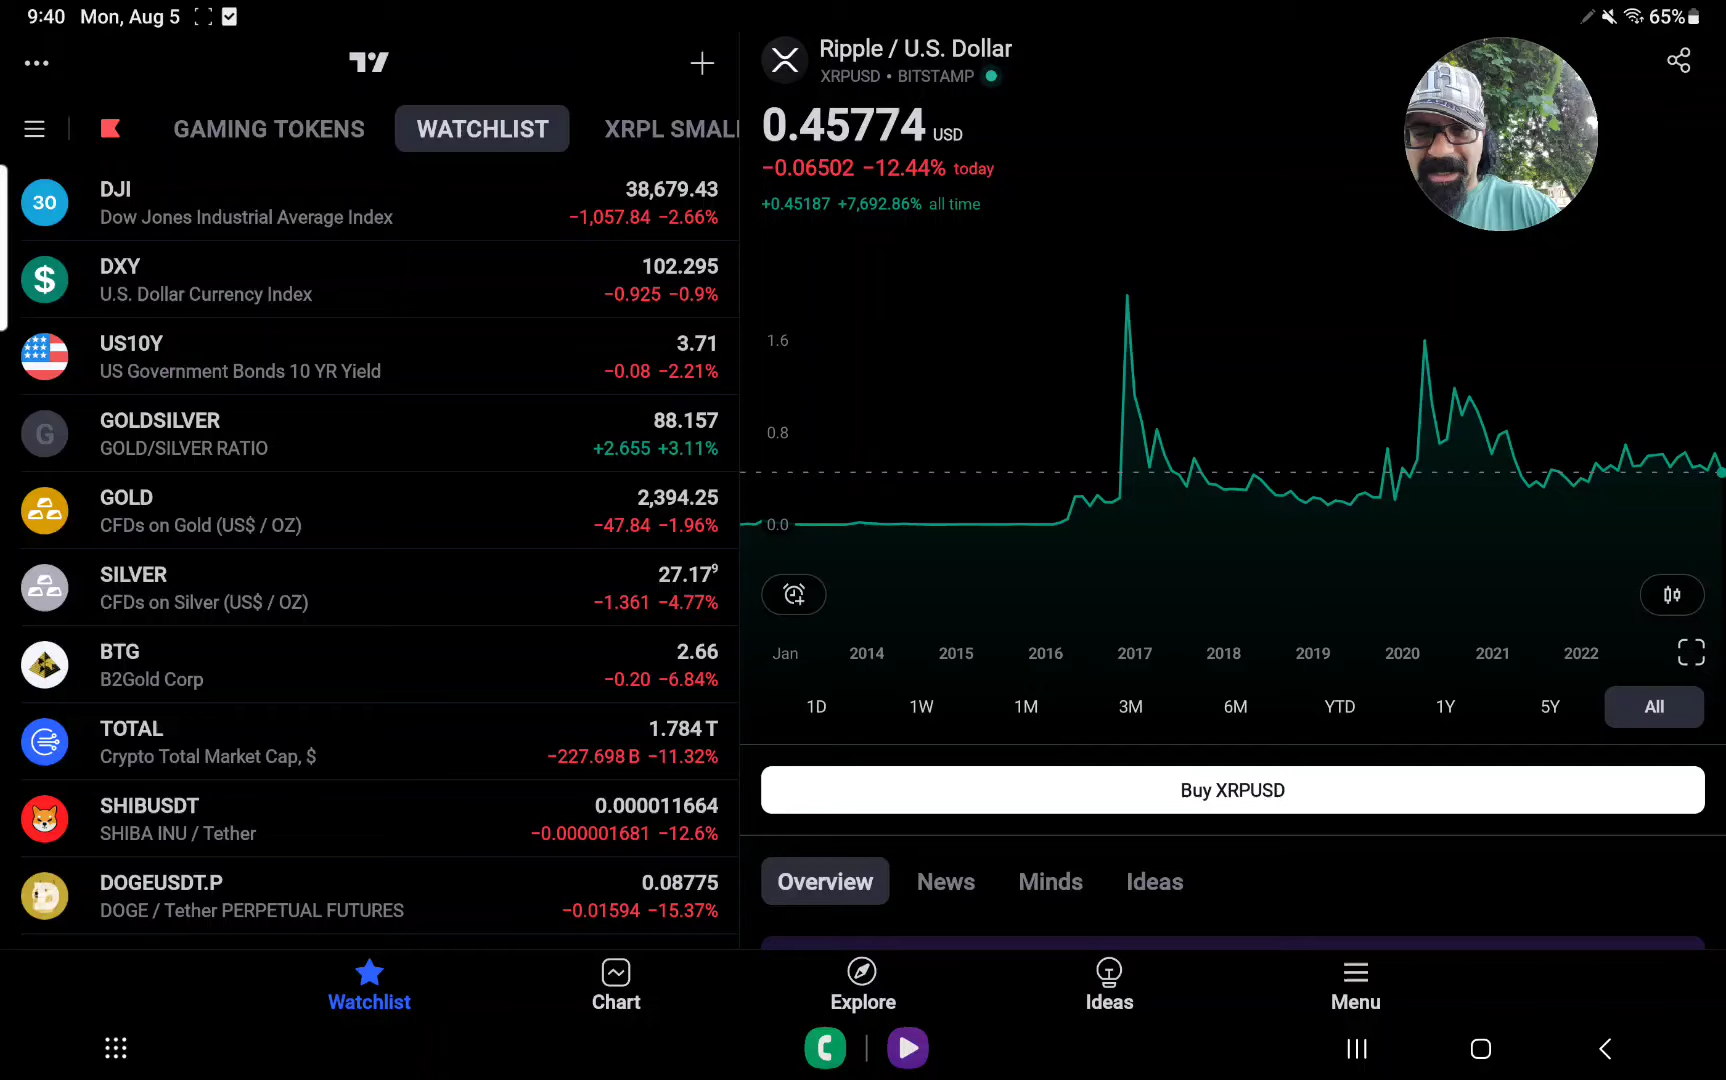 9:40 Mon, Aug 5
65%
GAMING TOKENS
WATCHLIST
XRPL SMALL
30
DJI
38,679.43
Dow Jones Industrial Average Index
−1,057.84 −2.66%
$
DXY
102.295
U.S. Dollar Currency Index
−0.925 −0.9%
US10Y
3.71
US Government Bonds 10 YR Yield
−0.08 −2.21%
G
GOLDSILVER
88.157
GOLD/SILVER RATIO
+2.655 +3.11%
GOLD
2,394.25
CFDs on Gold (US$ / OZ)
−47.84 −1.96%
SILVER
27.17⁹
CFDs on Silver (US$ / OZ)
−1.361 −4.77%
BTG
2.66
B2Gold Corp
−0.20 −6.84%
TOTAL
1.784 T
Crypto Total Market Cap, $
−227.698 B −11.32%
SHIBUSDT
0.000011664
SHIBA INU / Tether
−0.000001681 −12.6%
DOGEUSDT.P
0.08775
DOGE / Tether PERPETUAL FUTURES
−0.01594 −15.37%
Ripple / U.S. Dollar
XRPUSD • BITSTAMP
0.45774 USD
−0.06502 −12.44% today
+0.45187 +7,692.86% all time
1.6
0.8
0.0
Jan 2014 2015 2016 2017 2018 2019 2020 2021 2022
1D 1W 1M 3M 6M YTD 1Y 5Y All
Buy XRPUSD
Overview News Minds Ideas
Watchlist Chart Explore Ideas Menu